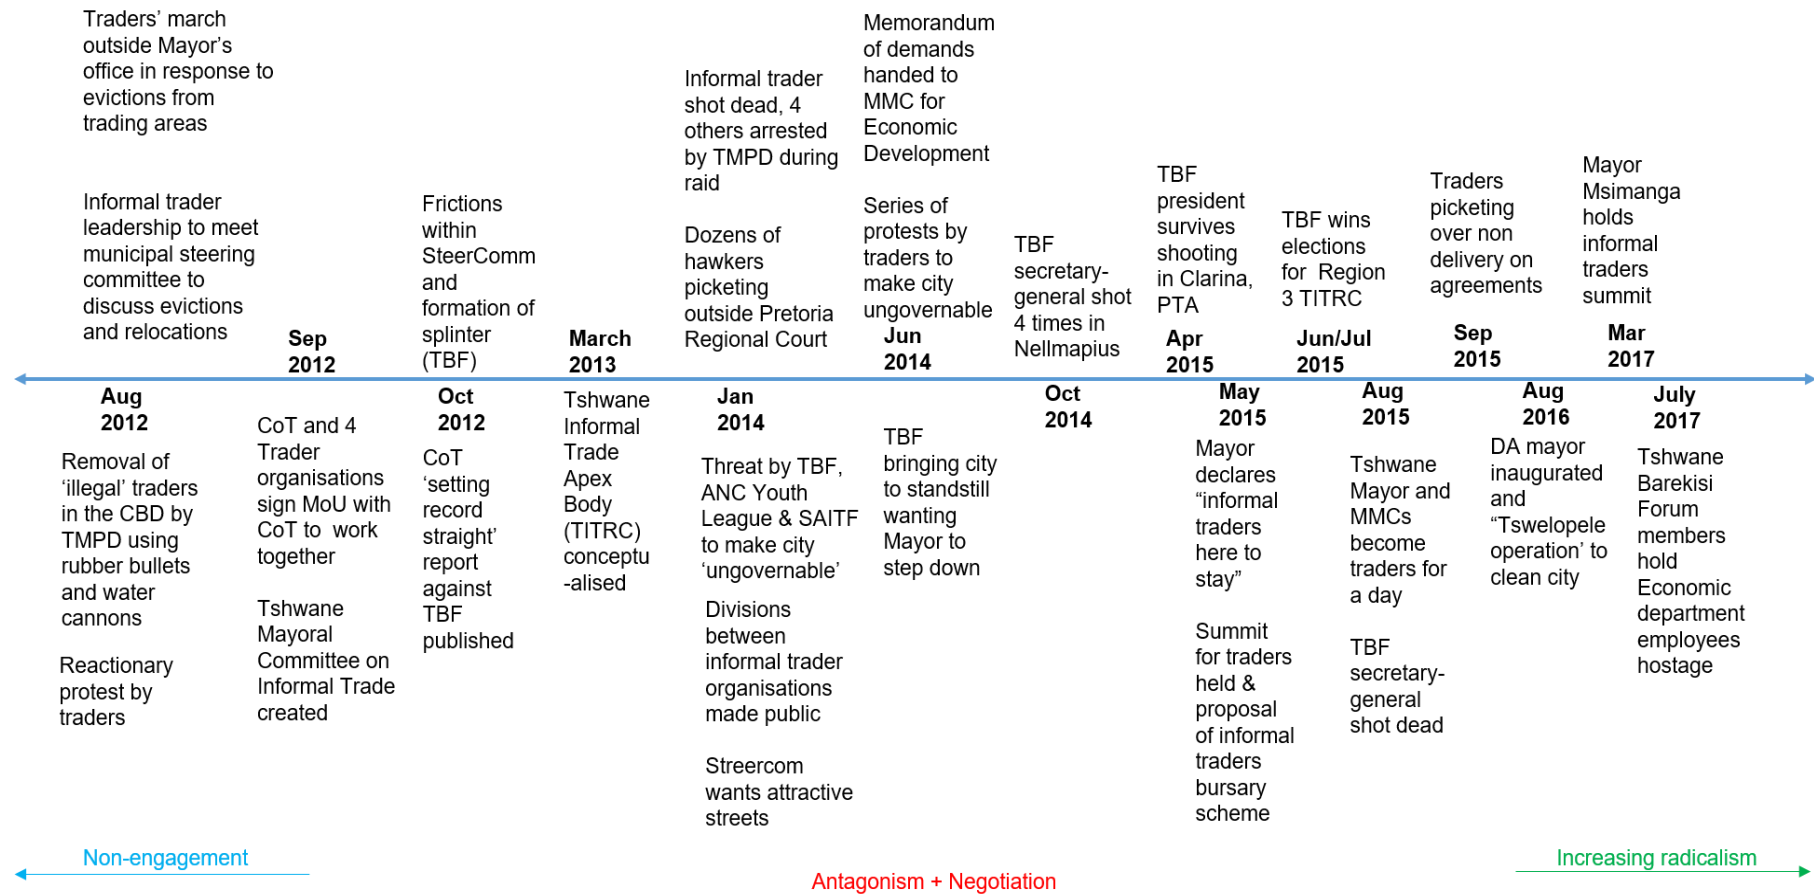 Traders’ march
outside Mayor’s
office in response to
evictions from
trading areas
Informal trader
leadership to meet
municipal steering
committee to
discuss evictions
and relocations
Sep
2012
Frictions
within
SteerComm
and
formation of
splinter
(TBF)
March
2013
Informal trader
shot dead, 4
others arrested
by TMPD during
raid
Dozens of
hawkers
picketing
outside Pretoria
Regional Court
Memorandum
of demands
handed to
MMC for
Economic
Development
Series of
protests by
traders to
make city
ungovernable
Jun
2014
TBF
secretary-
general shot
4 times in
Nellmapius
TBF
president
survives
shooting
in Clarina,
PTA
Apr
2015
TBF wins
elections
for Region
3 TITRC
Jun/Jul
2015
Traders
picketing
over non
delivery on
agreements
Sep
2015
Mayor
Msimanga
holds
informal
traders
summit
Mar
2017
Aug
2012
Removal of
‘illegal’ traders
in the CBD by
TMPD using
rubber bullets
and water
cannons
Reactionary
protest by
traders
CoT and 4
Trader
organisations
sign MoU with
CoT to work
together
Tshwane
Mayoral
Committee on
Informal Trade
created
Oct
2012
CoT
‘setting
record
straight’
report
against
TBF
published
Tshwane
Informal
Trade
Apex
Body
(TITRC)
conceptu
-alised
Jan
2014
Threat by TBF,
ANC Youth
League & SAITF
to make city
‘ungovernable’
Divisions
between
informal trader
organisations
made public
Streercom
wants attractive
streets
TBF
bringing city
to standstill
wanting
Mayor to
step down
Oct
2014
May
2015
Mayor
declares
“informal
traders
here to
stay”
Summit
for traders
held &
proposal
of informal
traders
bursary
scheme
Aug
2015
Tshwane
Mayor and
MMCs
become
traders for
a day
TBF
secretary-
general
shot dead
Aug
2016
DA mayor
inaugurated
and
“Tswelopele
operation’ to
clean city
July
2017
Tshwane
Barekisi
Forum
members
hold
Economic
department
employees
hostage
Non-engagement
Antagonism + Negotiation
Increasing radicalism